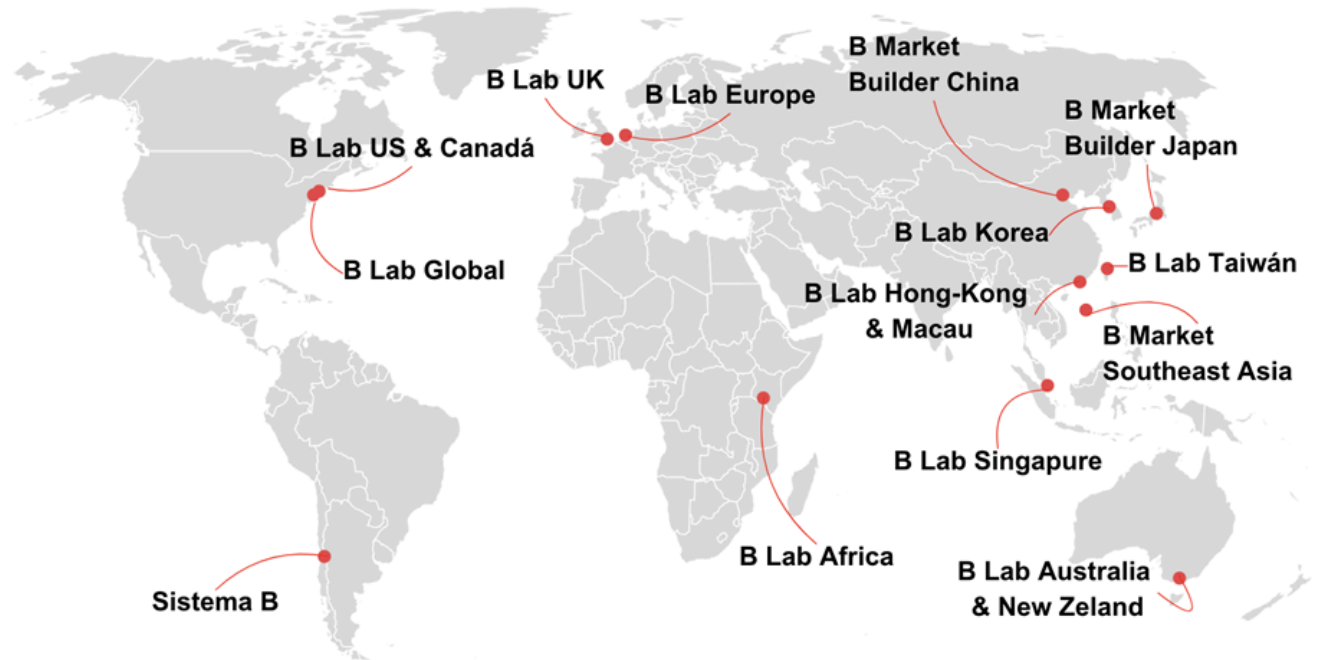 B Market
Builder China
B Lab UK
B Lab Europe
B Market
Builder Japan
B Lab US & Canadá
B Lab Korea
B Lab Global
B Lab Taiwán
B Lab Hong-Kong
& Macau
B Market
Southeast Asia
B Lab Singapure
B Lab Africa
B Lab Australia
& New Zeland
Sistema B